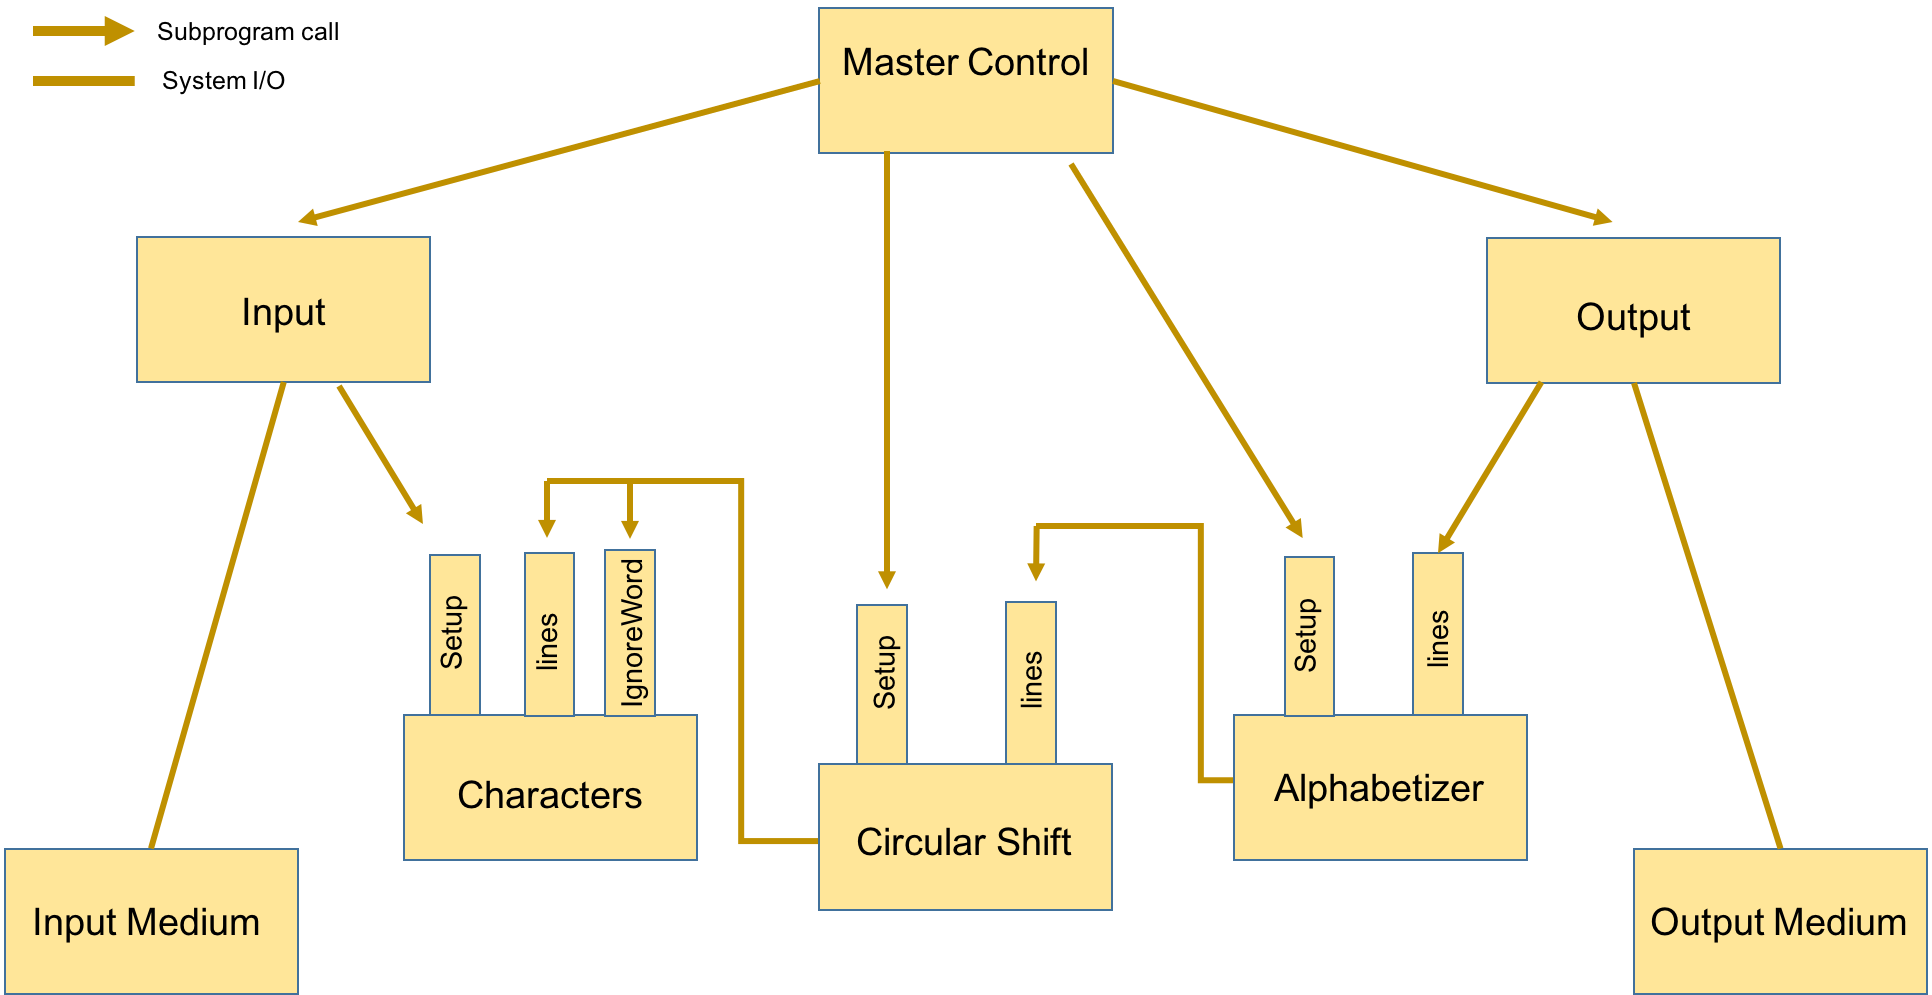 Subprogram call
System I/O
Master Control
Input
Output
Setup
lines
IgnoreWord
Setup
lines
Setup
lines
Characters
Circular Shift
Alphabetizer
Input Medium
Output Medium